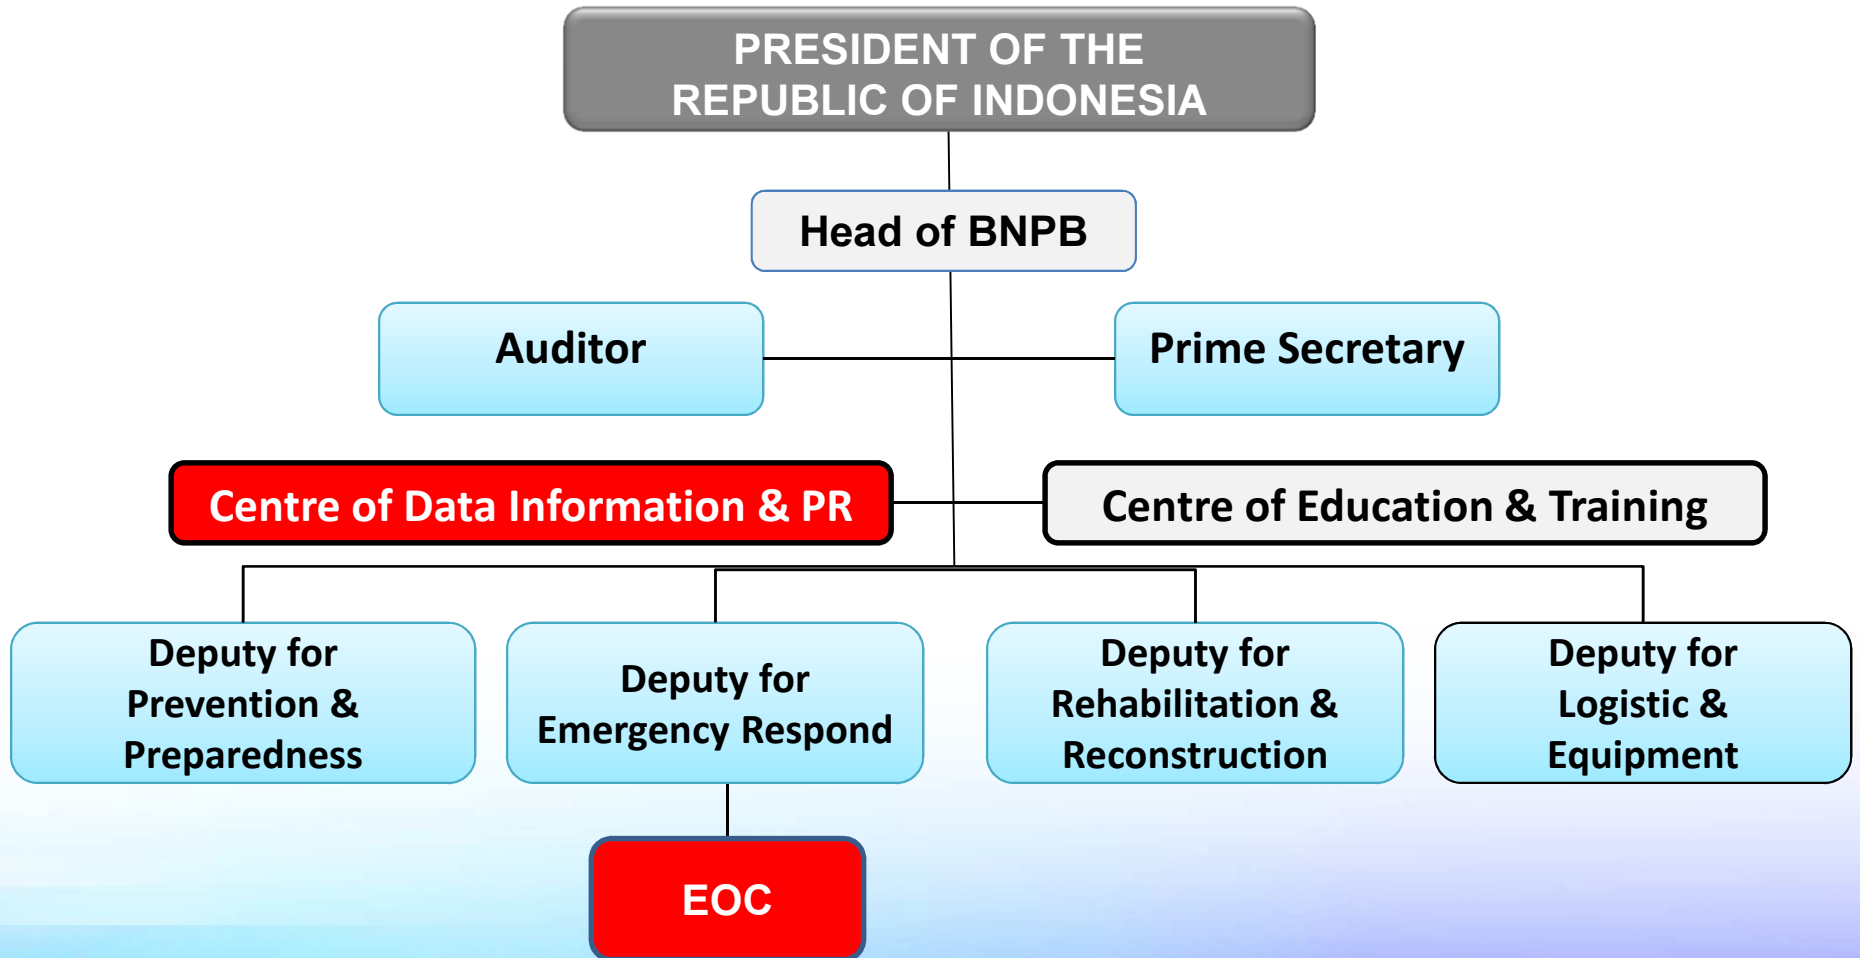 PRESIDENT OF THE
REPUBLIC OF INDONESIA
Head of BNPB
Auditor
Prime Secretary
Centre of Data Information & PR
Centre of Education & Training
Deputy for
Prevention &
Preparedness
Deputy for
Emergency Respond
Deputy for
Rehabilitation &
Reconstruction
Deputy for
Logistic &
Equipment
EOC